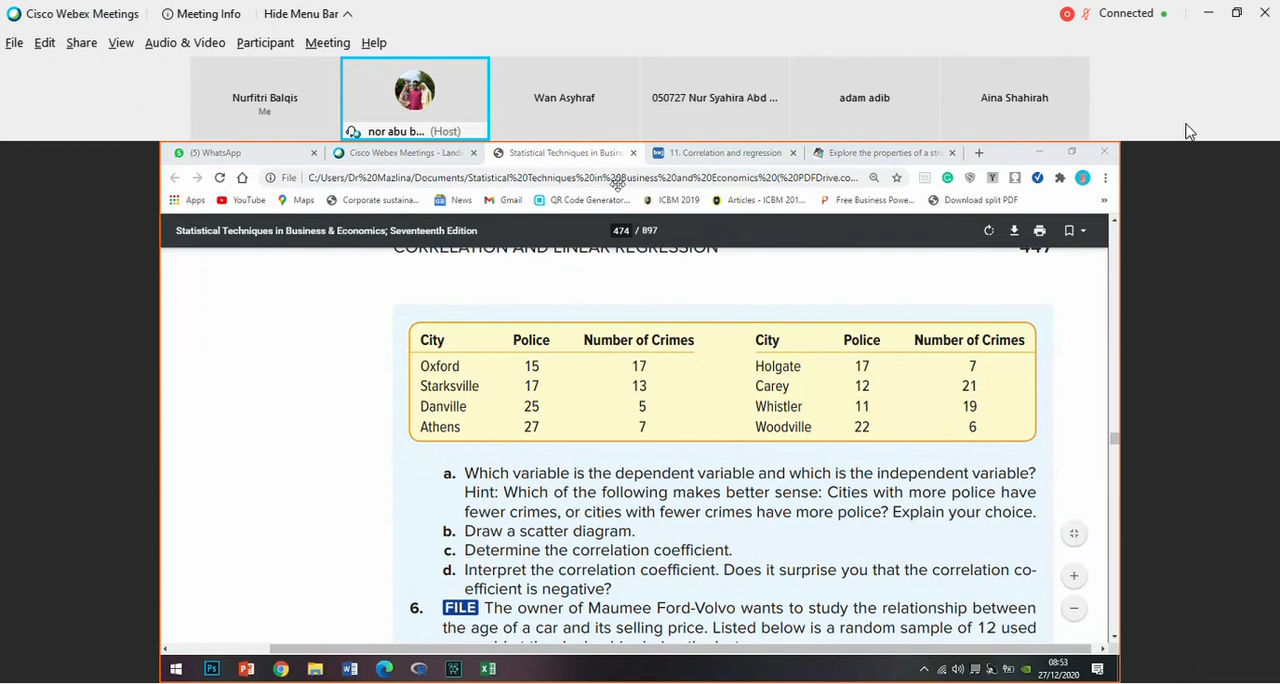 Cisco Webex Meetings Meeting Info Hide Menu Bar Connected
File Edit Share View Audio & Video Participant Meeting Help
Nurfitri Balqis
Me
nor abu b... (Host)
Wan Asyhraf
050727 Nur Syahira Abd ...
adam adib
Aina Shahirah
(5) WhatsApp Cisco Webex Meetings - Land Statistical Techniques in Busin 11. Correlation and regression Explore the properties of a str
File C:/Users/Dr%20Mazlina/Documents/Statistical%20Techniques%20in%20Business%20and%20Economics%20(%20PDFDrive.co...
Apps YouTube Maps Corporate sustaina... News Gmail QR Code Generator... ICBM 2019 Articles - ICBM 201... Free Business Powe... Download split PDF
Statistical Techniques in Business & Economics; Seventeenth Edition 474 / 897
CORRELATION AND LINEAR REGRESSION 447
City Police Number of Crimes City Police Number of Crimes
Oxford 15 17 Holgate 17 7
Starksville 17 13 Carey 12 21
Danville 25 5 Whistler 11 19
Athens 27 7 Woodville 22 6
a. Which variable is the dependent variable and which is the independent variable?
Hint: Which of the following makes better sense: Cities with more police have
fewer crimes, or cities with fewer crimes have more police? Explain your choice.
b. Draw a scatter diagram.
c. Determine the correlation coefficient.
d. Interpret the correlation coefficient. Does it surprise you that the correlation co-
efficient is negative?
6. FILE The owner of Maumee Ford-Volvo wants to study the relationship between
the age of a car and its selling price. Listed below is a random sample of 12 used
08:53
27/12/2020